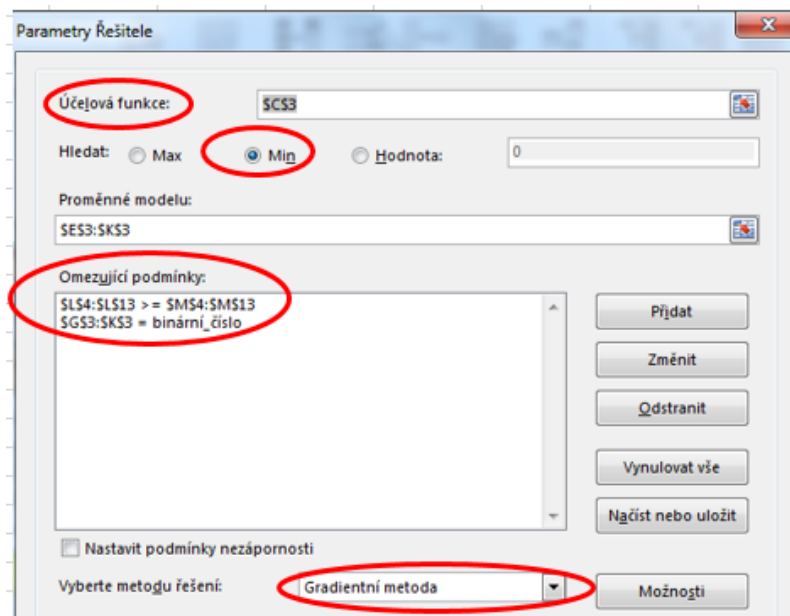 Parametry Řešitele
Účelová funkce: $C$3
Hledat: Max Min Hodnota: 0
Proměnné modelu:
$E$3:$K$3
Omezující podmínky:
$L$4:$L$13 >= $M$4:$M$13
$G$3:$K$3 = binární_číslo
Přidat
Změnit
Odstranit
Vynulovat vše
Načíst nebo uložit
Nastavit podmínky nezápornosti
Vyberte metodu řešení: Gradientní metoda Možnosti